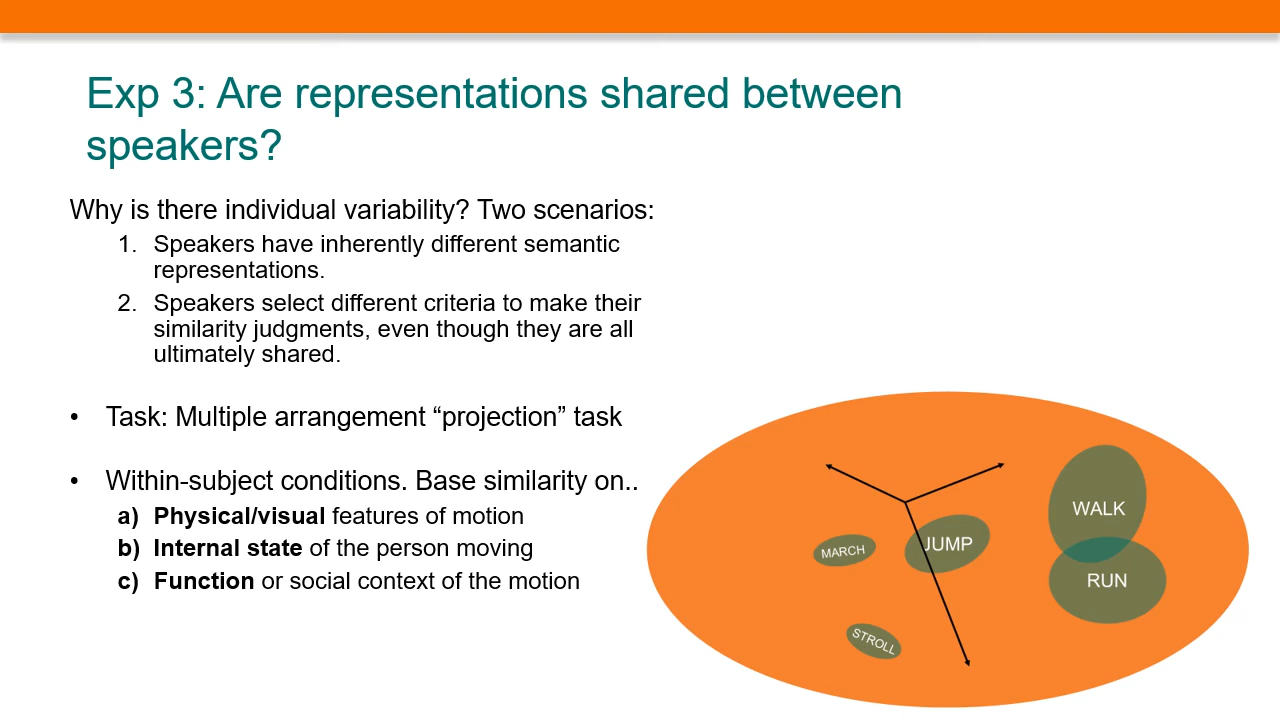 Exp 3: Are representations shared between
speakers?
Why is there individual variability? Two scenarios:
1. Speakers have inherently different semantic
representations.
2. Speakers select different criteria to make their
similarity judgments, even though they are all
ultimately shared.
• Task: Multiple arrangement “projection” task
• Within-subject conditions. Base similarity on..
a) Physical/visual features of motion
b) Internal state of the person moving
c) Function or social context of the motion
WALK
JUMP
MARCH
RUN
STROLL